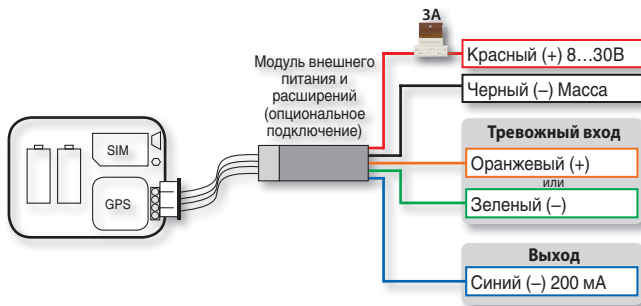 3А
Модуль внешнего
питания и
расширений
(опциональное
подключение)
Красный (+) 8...30В
Черный (–) Масса
Тревожный вход
Оранжевый (+)
или
Зеленый (–)
Выход
Синий (–) 200 мА
SIM
GPS